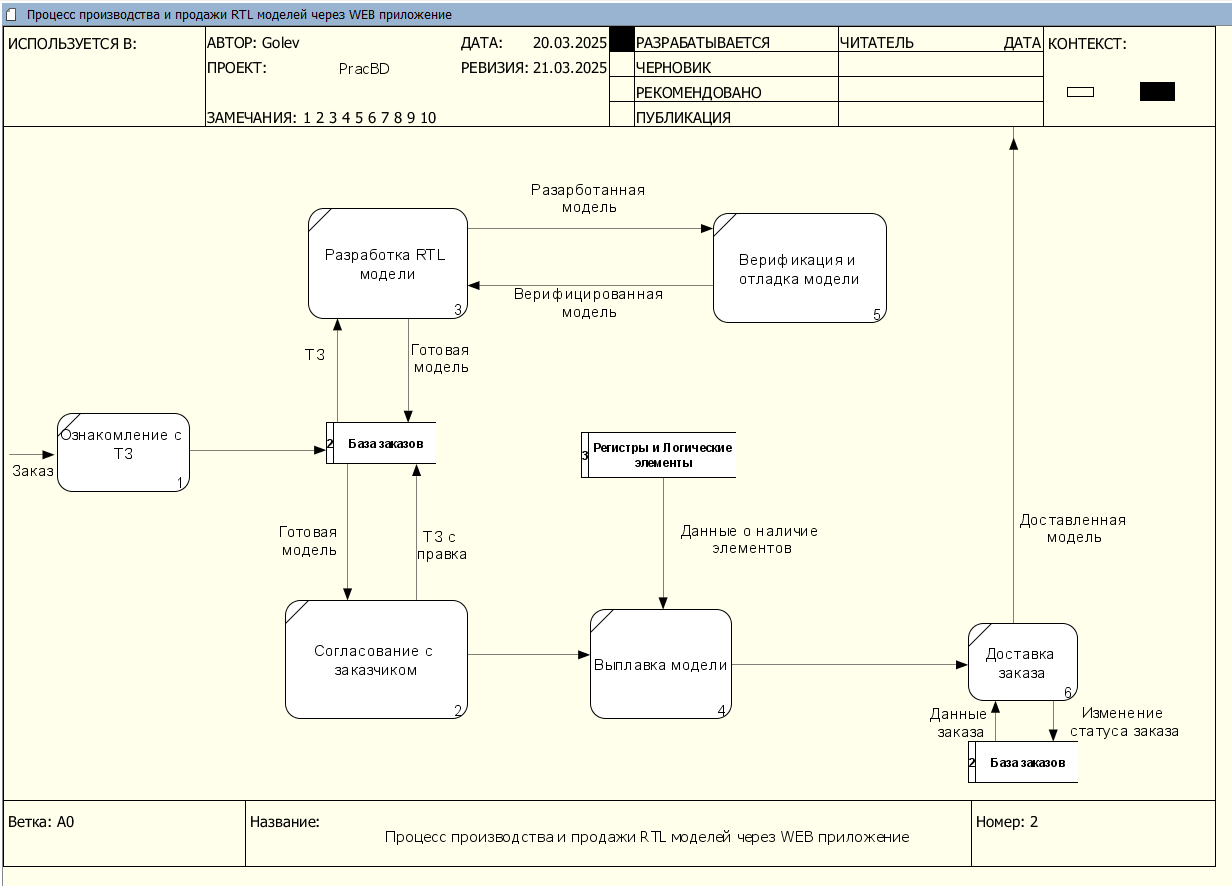 Процесс производства и продажи RTL моделей через WEB приложение
ИСПОЛЬЗУЕТСЯ В:
АВТОР: Golev
ДАТА: 20.03.2025
ПРОЕКТ: PracBD
РЕВИЗИЯ: 21.03.2025
ЗАМЕЧАНИЯ: 1 2 3 4 5 6 7 8 9 10
РАЗРАБАТЫВАЕТСЯ
ЧЕРНОВИК
РЕКОМЕНДОВАНО
ПУБЛИКАЦИЯ
ЧИТАТЕЛЬ
ДАТА
КОНТЕКСТ:
Разарботанная
модель
Разработка RTL
модели
3
Верификация и
отладка модели
5
Верифицированная
модель
ТЗ
Готовая
модель
Заказ
Ознакомление с
ТЗ
1
2
База заказов
3
Регистры и Логические
элементы
Готовая
модель
ТЗ с
правка
Данные о наличие
элементов
Доставленная
модель
Согласование с
заказчиком
2
Выплавка модели
4
Доставка
заказа
6
Данные
заказа
Изменение
статуса заказа
2
База заказов
Ветка: A0
Название:
Процесс производства и продажи RTL моделей через WEB приложение
Номер: 2